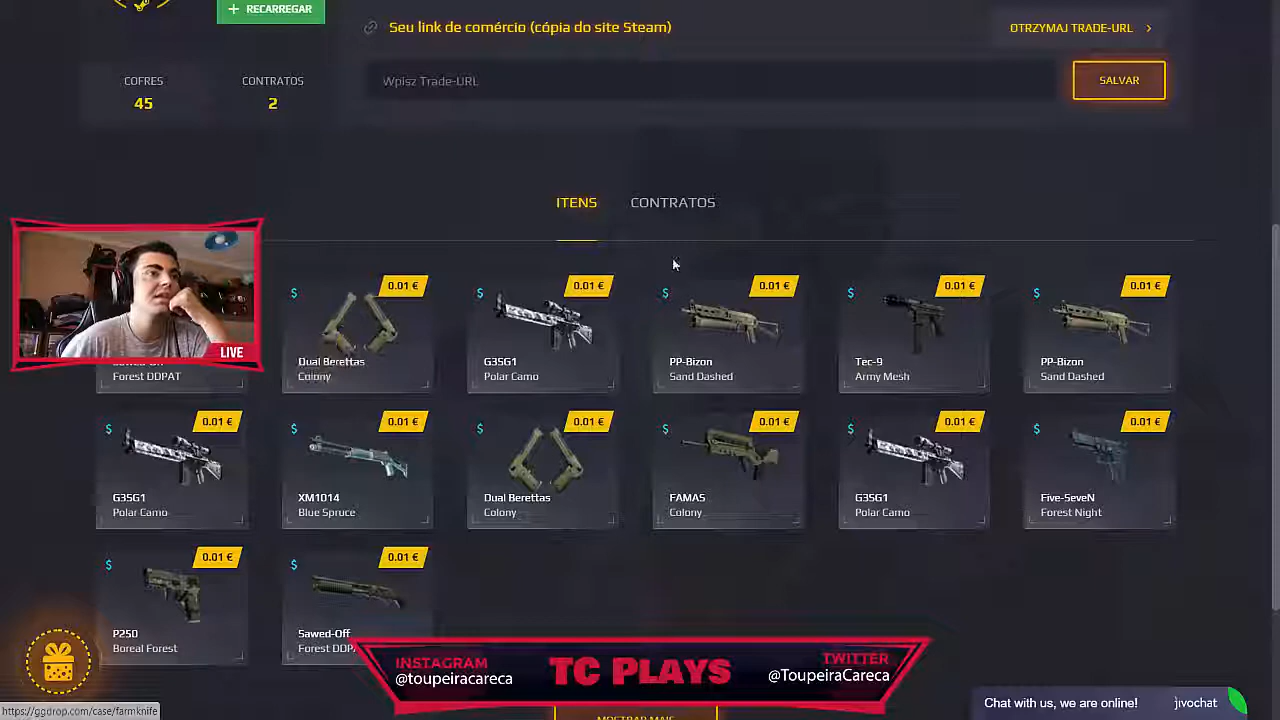 RECARREGAR
Seu link de comércio (cópia do site Steam)
OTRZYMAJ TRADE-URL
COFRES
CONTRATOS
45
2
Wpisz Trade-URL
SALVAR
ITENS
CONTRATOS
LIVE
Forest DDPAT
0.01 €
Dual Berettas
Colony
0.01 €
G3SG1
Polar Camo
0.01 €
PP-Bizon
Sand Dashed
0.01 €
Tec-9
Army Mesh
0.01 €
PP-Bizon
Sand Dashed
0.01 €
G3SG1
Polar Camo
0.01 €
XM1014
Blue Spruce
0.01 €
Dual Berettas
Colony
0.01 €
FAMAS
Colony
0.01 €
G3SG1
Polar Camo
0.01 €
Five-SeveN
Forest Night
0.01 €
P250
Boreal Forest
0.01 €
Sawed-Off
Forest DDPA
INSTAGRAM
@toupeiracareca
TC PLAYS
TWITTER
@ToupeiraCareca
MOSTRAR MAIS
Chat with us, we are online!
jivochat
https://ggdrop.com/case/farmknife